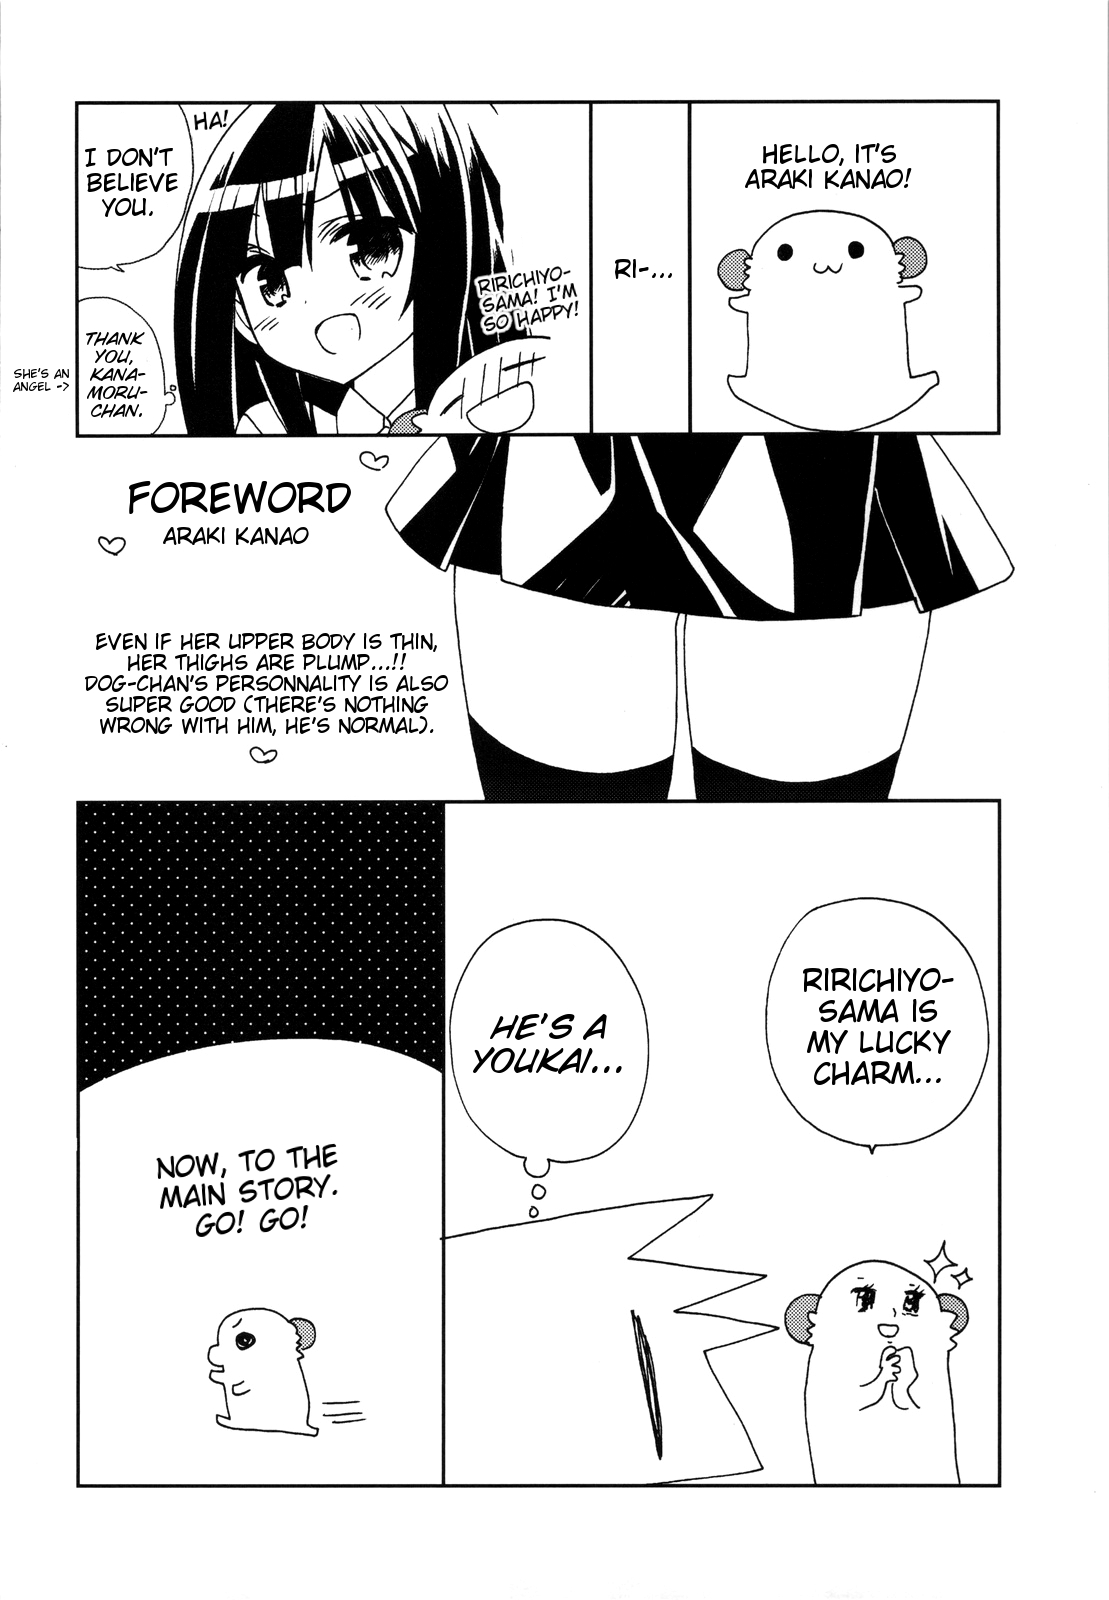 HELLO, IT'S
ARAKI KANAO!
RI-...
HA!
I DON'T
BELIEVE
YOU.
RIRICHIYO-
SAMA! I'M
SO HAPPY!
THANK
YOU,
KANA-
MORU-
CHAN.
SHE'S AN
ANGEL ->
FOREWORD
ARAKI KANAO
EVEN IF HER UPPER BODY IS THIN,
HER THIGHS ARE PLUMP...!!
DOG-CHAN'S PERSONNALITY IS ALSO
SUPER GOOD (THERE'S NOTHING
WRONG WITH HIM, HE'S NORMAL).
RIRICHIYO-
SAMA IS
MY LUCKY
CHARM...
HE'S A
YOUKAI...
NOW, TO THE
MAIN STORY.
GO! GO!